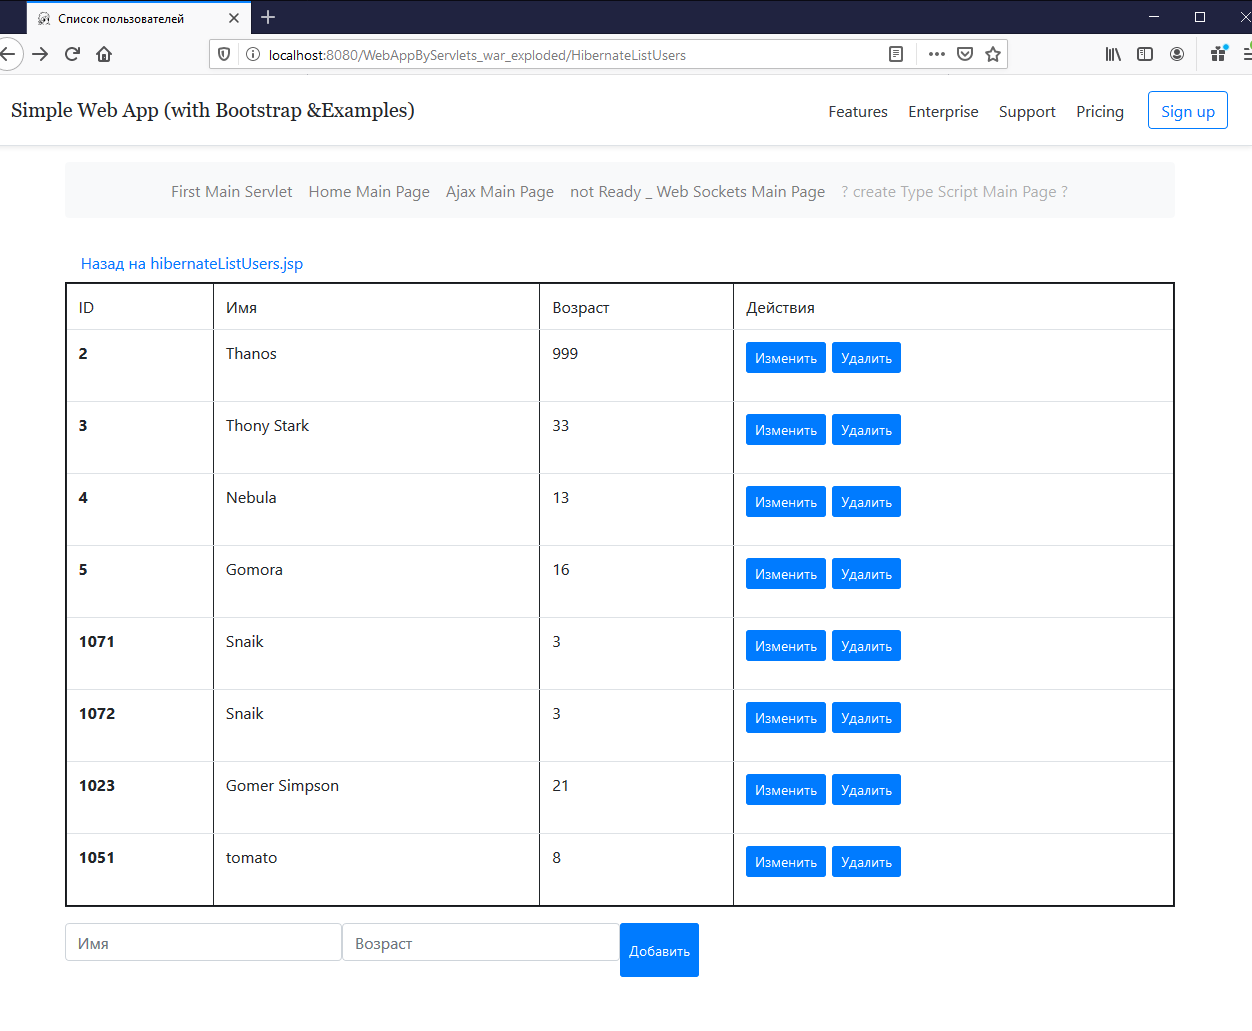 Список пользователей
localhost:8080/WebAppByServlets_war_exploded/HibernateListUsers
Simple Web App (with Bootstrap &Examples) Features Enterprise Support Pricing Sign up
First Main Servlet Home Main Page Ajax Main Page not Ready _ Web Sockets Main Page ? create Type Script Main Page ?
Назад на hibernateListUsers.jsp
ID Имя Возраст Действия
2 Thanos 999 Изменить Удалить
3 Thony Stark 33 Изменить Удалить
4 Nebula 13 Изменить Удалить
5 Gomora 16 Изменить Удалить
1071 Snaik 3 Изменить Удалить
1072 Snaik 3 Изменить Удалить
1023 Gomer Simpson 21 Изменить Удалить
1051 tomato 8 Изменить Удалить
Имя Возраст Добавить